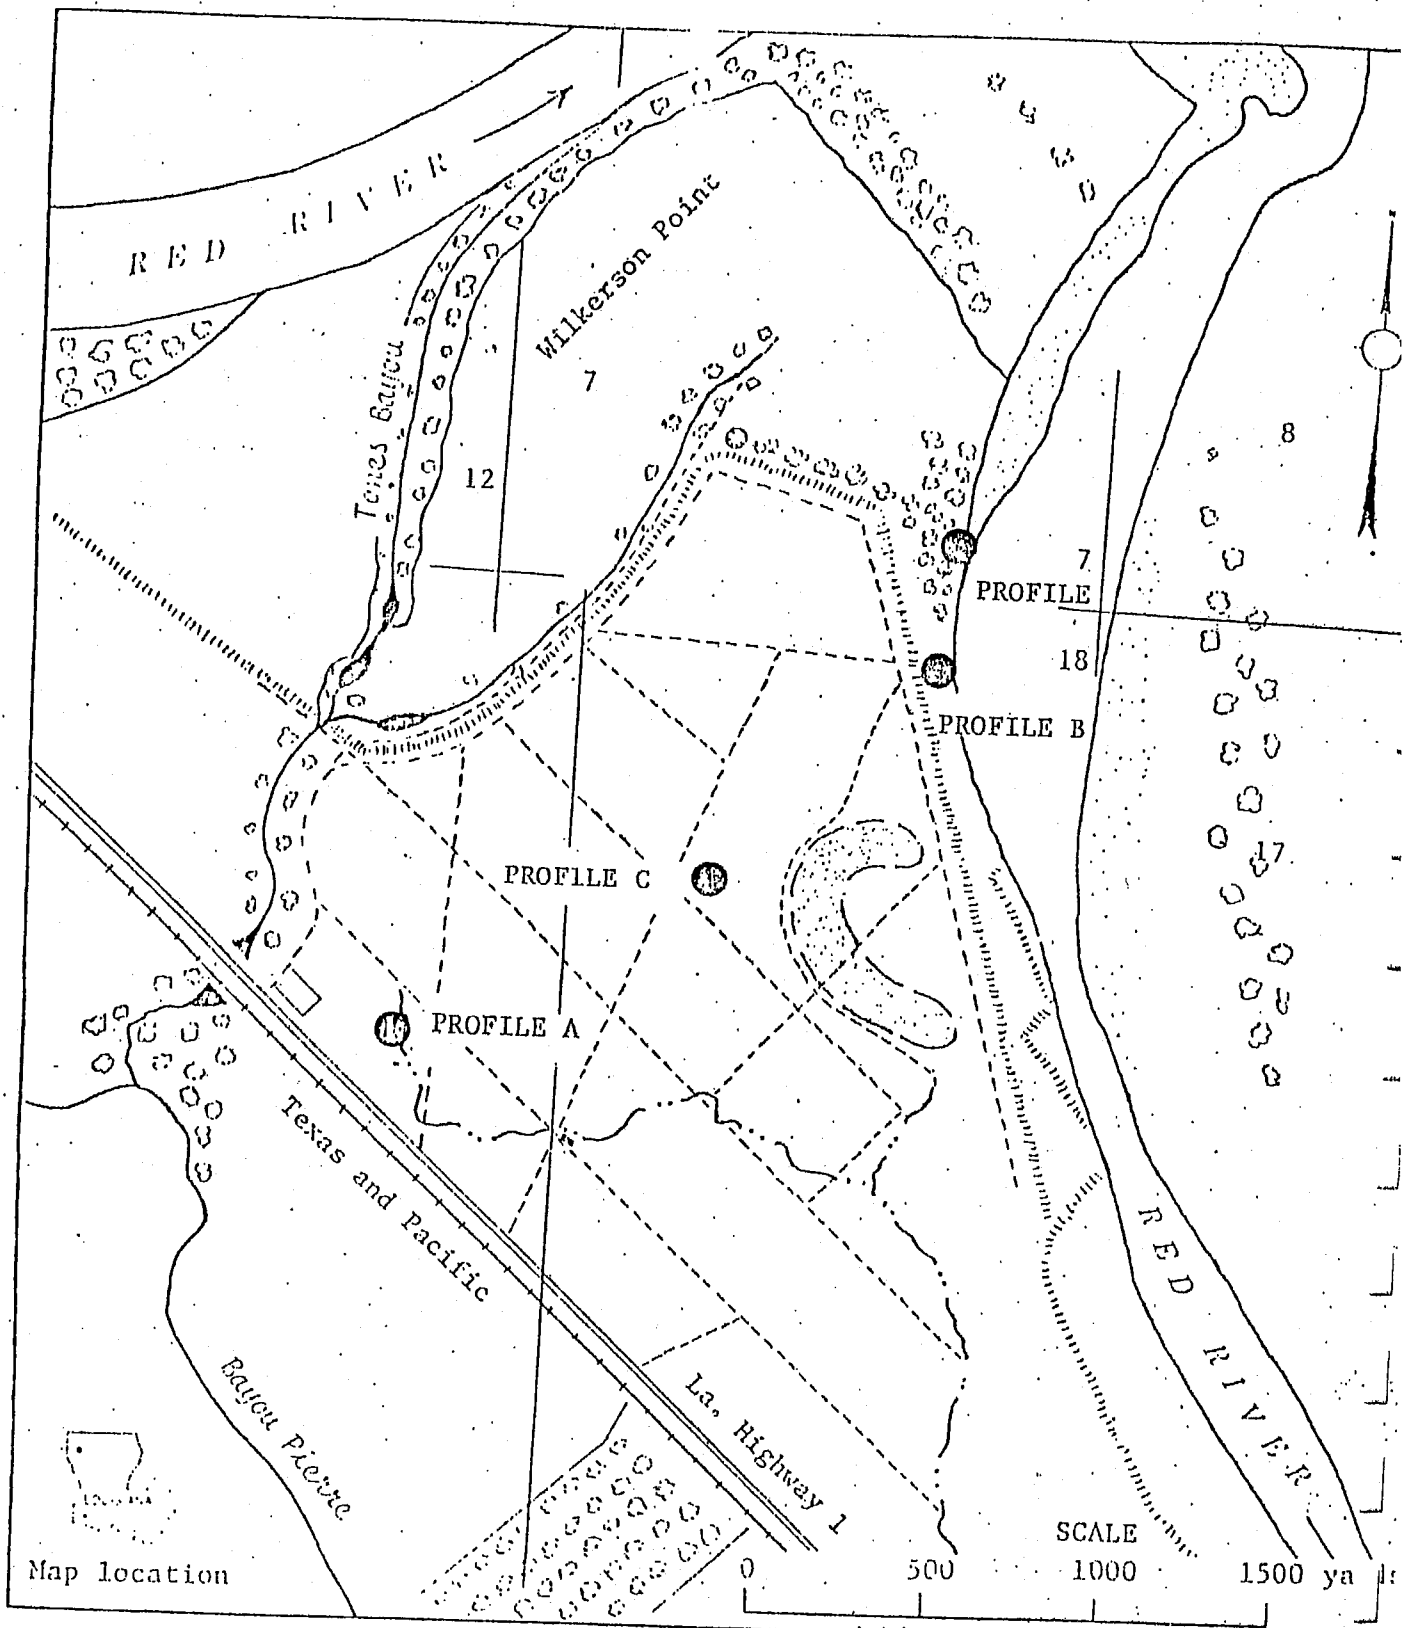 RED RIVER
Wilkerson Point
7
Tones Bayou
12
8
7
PROFILE
18
PROFILE B
17
PROFILE C
PROFILE A
Texas and Pacific
RED RIVER
Bayou Pierre
La. Highway 1
SCALE
Map location
0 500 1000 1500 ya